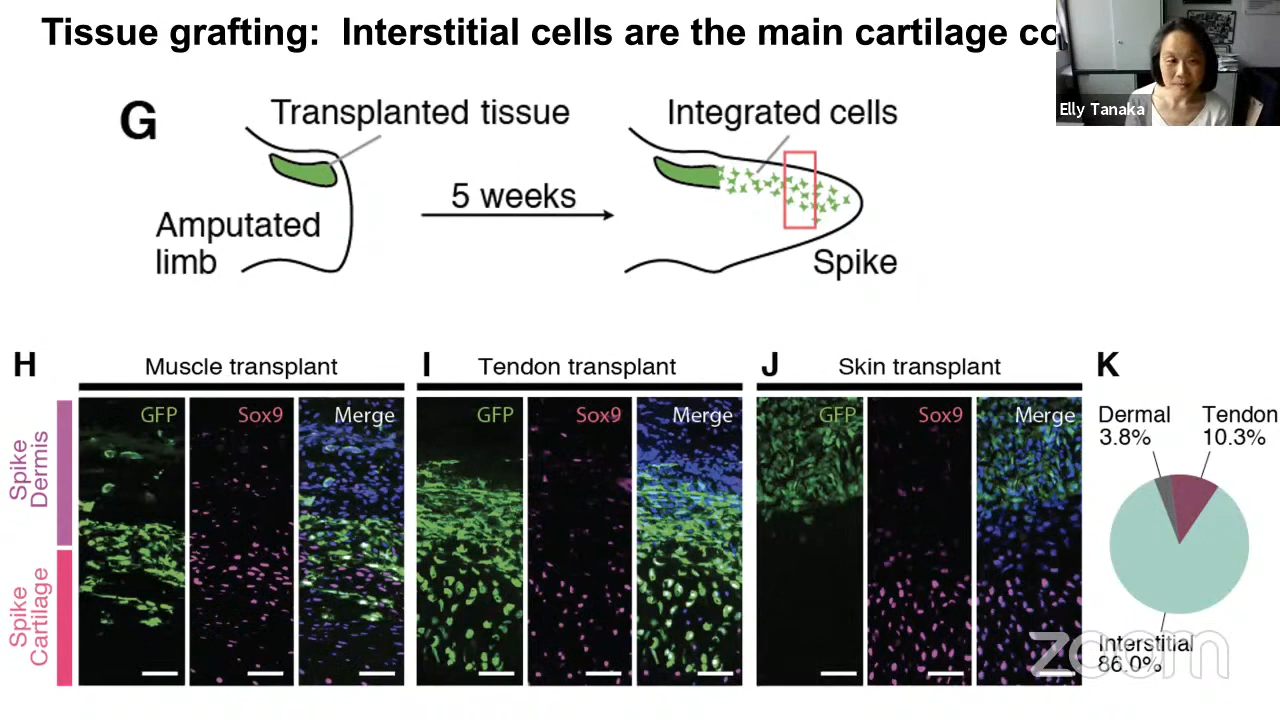 Tissue grafting: Interstitial cells are the main cartilage
Elly Tanaka
G
Transplanted tissue
Integrated cells
5 weeks
Amputated
limb
Spike
H
Muscle transplant
I
Tendon transplant
J
Skin transplant
K
GFP
Sox9
Merge
GFP
Sox9
Merge
GFP
Sox9
Merge
Spike
Dermis
Spike
Cartilage
Dermal
3.8%
Tendon
10.3%
Interstitial
86.0%
zoom